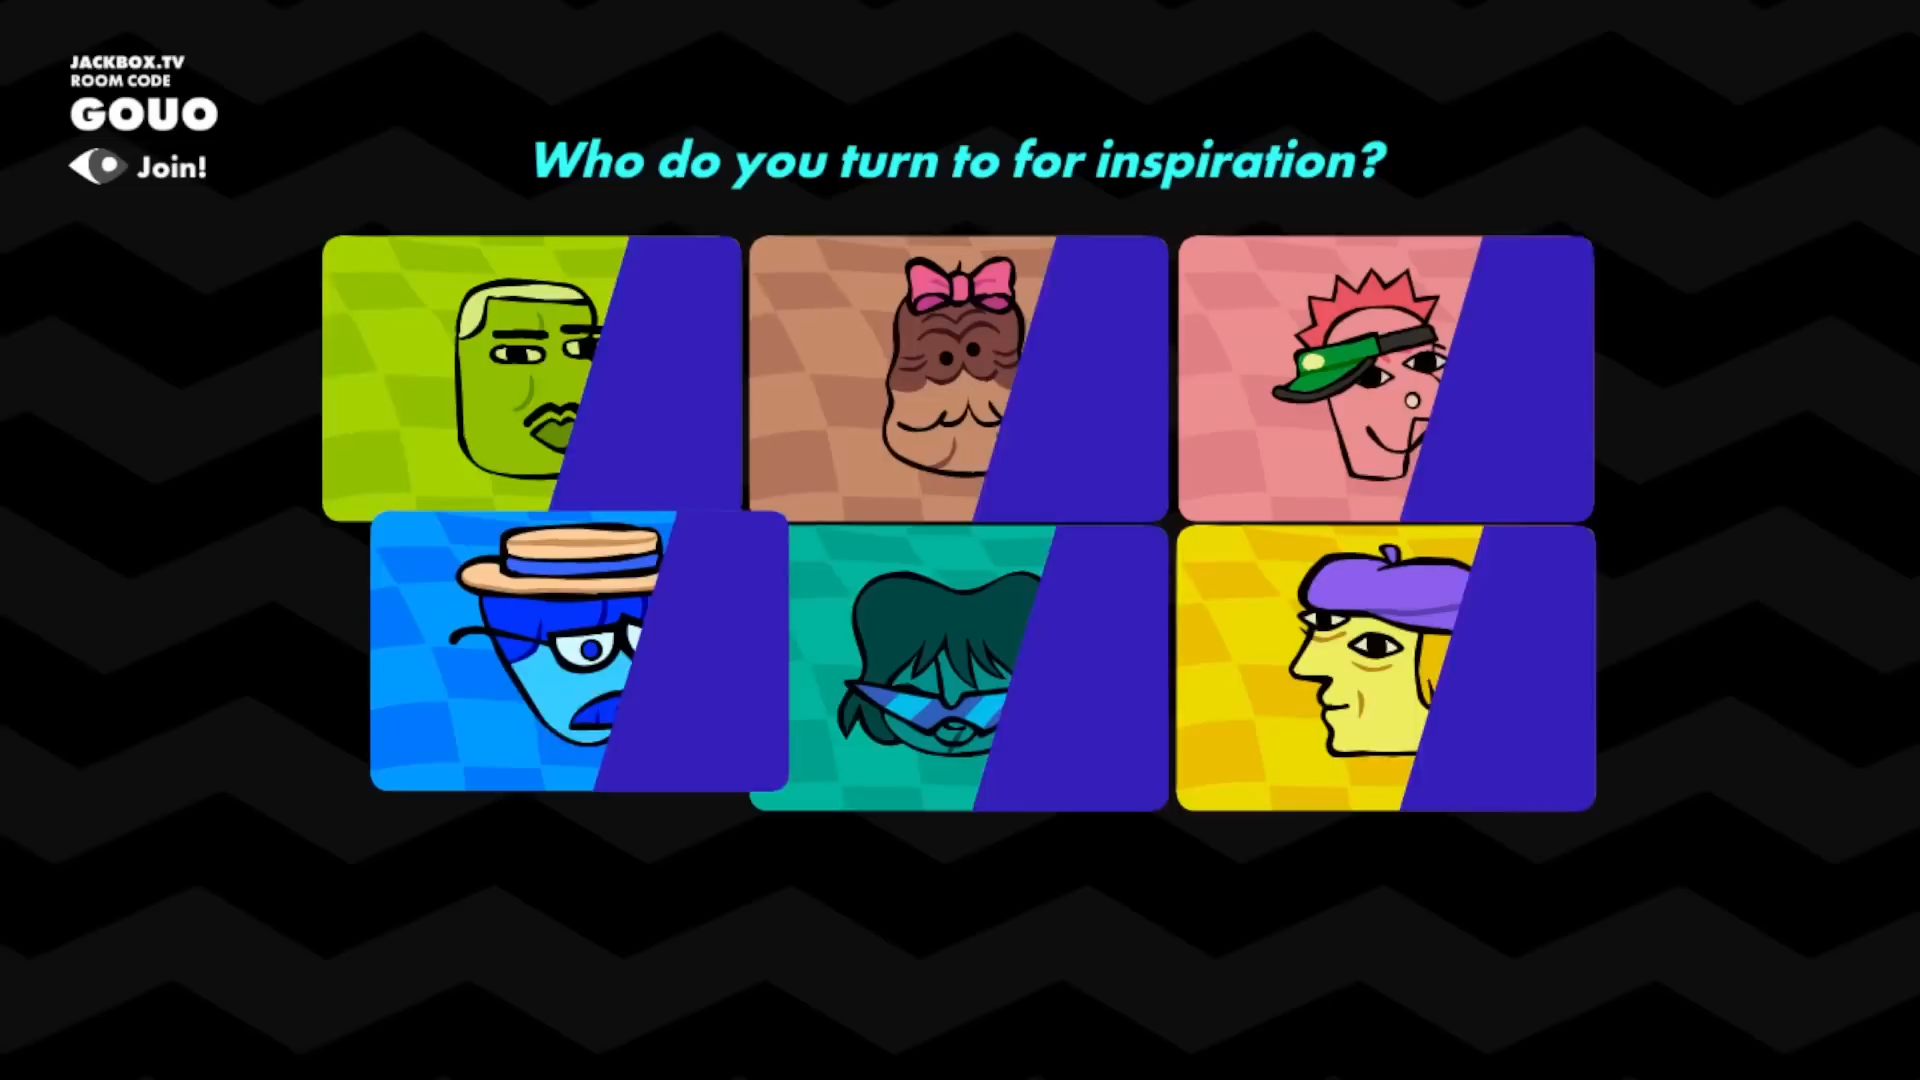 JACKBOX.TV
ROOM CODE
GOUO
Join!
Who do you turn to for inspiration?